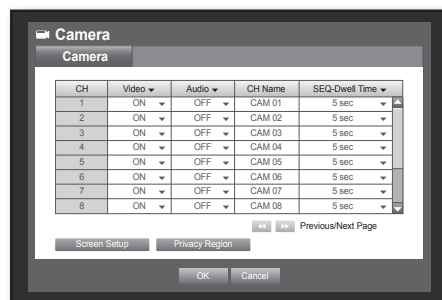 Camera
Camera
CH Video Audio CH Name SEQ-Dwell Time
1 ON OFF CAM 01 5 sec
2 ON OFF CAM 02 5 sec
3 ON OFF CAM 03 5 sec
4 ON OFF CAM 04 5 sec
5 ON OFF CAM 05 5 sec
6 ON OFF CAM 06 5 sec
7 ON OFF CAM 07 5 sec
8 ON OFF CAM 08 5 sec
Previous/Next Page
Screen Setup Privacy Region
OK Cancel